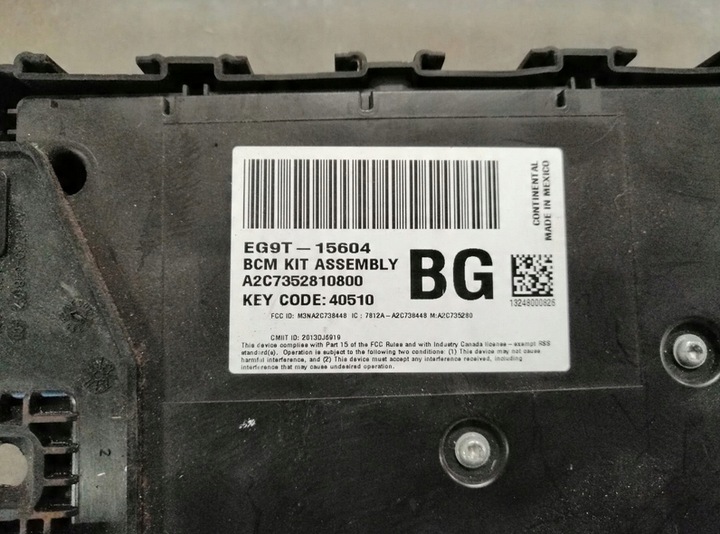 EG9T-15604
BCM KIT ASSEMBLY
A2C7352810800
KEY CODE: 40510
BG
CONTINENTAL
MADE IN MEXICO
13248000826
FCC ID: M3NA2C738448 IC: 7812A-A2C738448 M:A2C735280
CMIIT ID: 2013DJ6919
This device complies with Part 15 of the FCC Rules and with Industry Canada license-exempt RSS
standard(s). Operation is subject to the following two conditions: (1) This device may not cause
harmful interference, and (2) This device must accept any interference received, including
interference that may cause undesired operation.
2